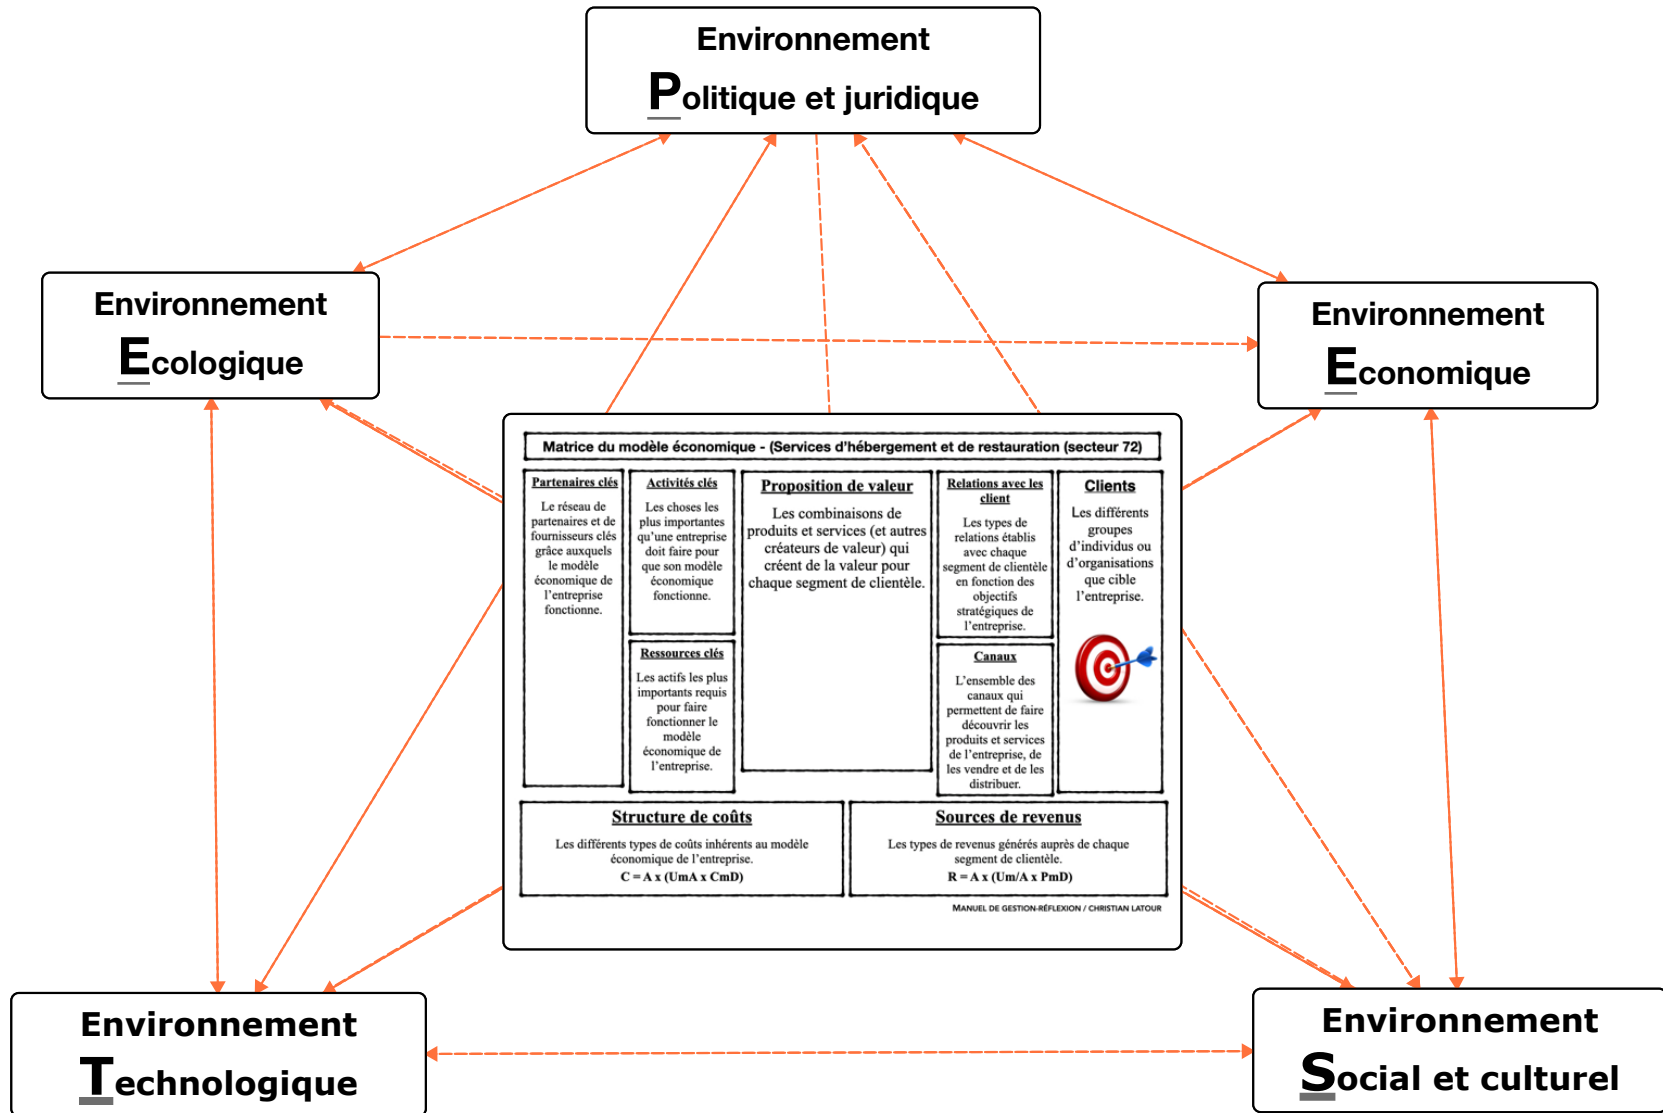 Environnement
Politique et juridique
Environnement
Ecologique
Environnement
Economique
Matrice du modèle économique - (Services d'hébergement et de restauration (secteur 72)
Partenaires clés
Le réseau de
partenaires et de
fournisseurs clés
grâce auxquels
le modèle
économique de
l'entreprise
fonctionne.
Activités clés
Les choses les
plus importantes
qu'une entreprise
doit faire pour
que son modèle
économique
fonctionne.
Ressources clés
Les actifs les plus
importants requis
pour faire
fonctionner le
modèle
économique de
l'entreprise.
Proposition de valeur
Les combinaisons de
produits et services (et autres
créateurs de valeur) qui
créent de la valeur pour
chaque segment de clientèle.
Relations avec les
client
Les types de
relations établis
avec chaque
segment de clientèle
en fonction des
objectifs
stratégiques de
l'entreprise.
Canaux
L'ensemble des
canaux qui
permettent de faire
découvrir les
produits et services
de l'entreprise, de
les vendre et de les
distribuer.
Clients
Les différents
groupes
d'individus ou
d'organisations
que cible
l'entreprise.
Structure de coûts
Les différents types de coûts inhérents au modèle
économique de l'entreprise.
C = A x (UmA x CmD)
Sources de revenus
Les types de revenus générés auprès de chaque
segment de clientèle.
R = A x (Um/A x PmD)
MANUEL DE GESTION-RÉFLEXION / CHRISTIAN LATOUR
Environnement
Technologique
Environnement
Social et culturel